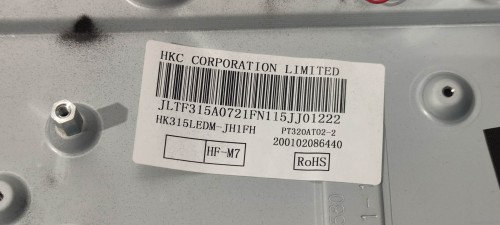 HKC CORPORATION LIMITED
JLTF315A0721FN115JJ01222
HK315LEDM-JH1FH PT320AT02-2
200102086440
HF-M7 RoHS